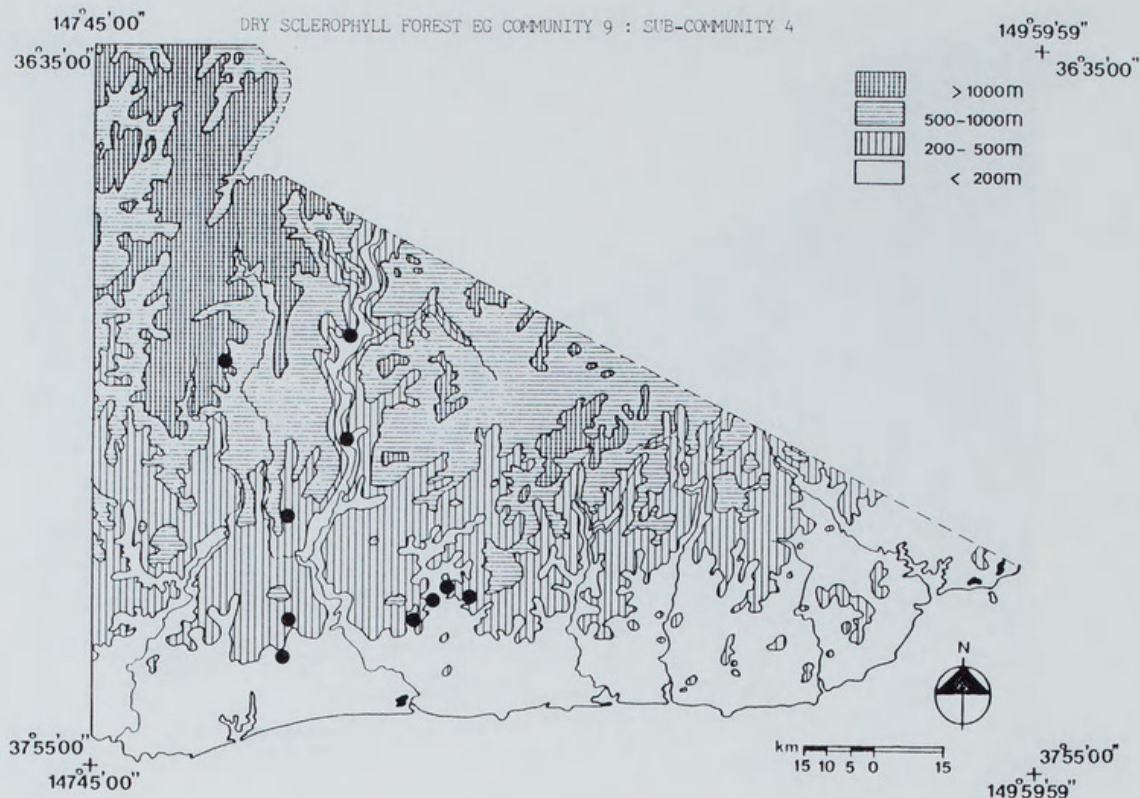 DRY SCLEROPHYLL FOREST EG COMMUNITY 9 : SUB-COMMUNITY 4
147°45'00"
36°35'00"
149°59'59"
36°35'00"
> 1000m
500-1000m
200-500m
< 200m
N
km
15 10 5 0 15
37°55'00"
147°45'00"
37°55'00"
149°59'59"